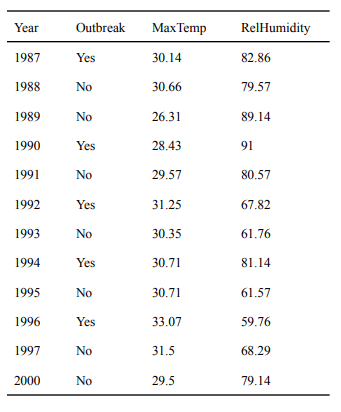 Year Outbreak MaxTemp RelHumidity
1987 Yes 30.14 82.86
1988 No 30.66 79.57
1989 No 26.31 89.14
1990 Yes 28.43 91
1991 No 29.57 80.57
1992 Yes 31.25 67.82
1993 No 30.35 61.76
1994 Yes 30.71 81.14
1995 No 30.71 61.57
1996 Yes 33.07 59.76
1997 No 31.5 68.29
2000 No 29.5 79.14